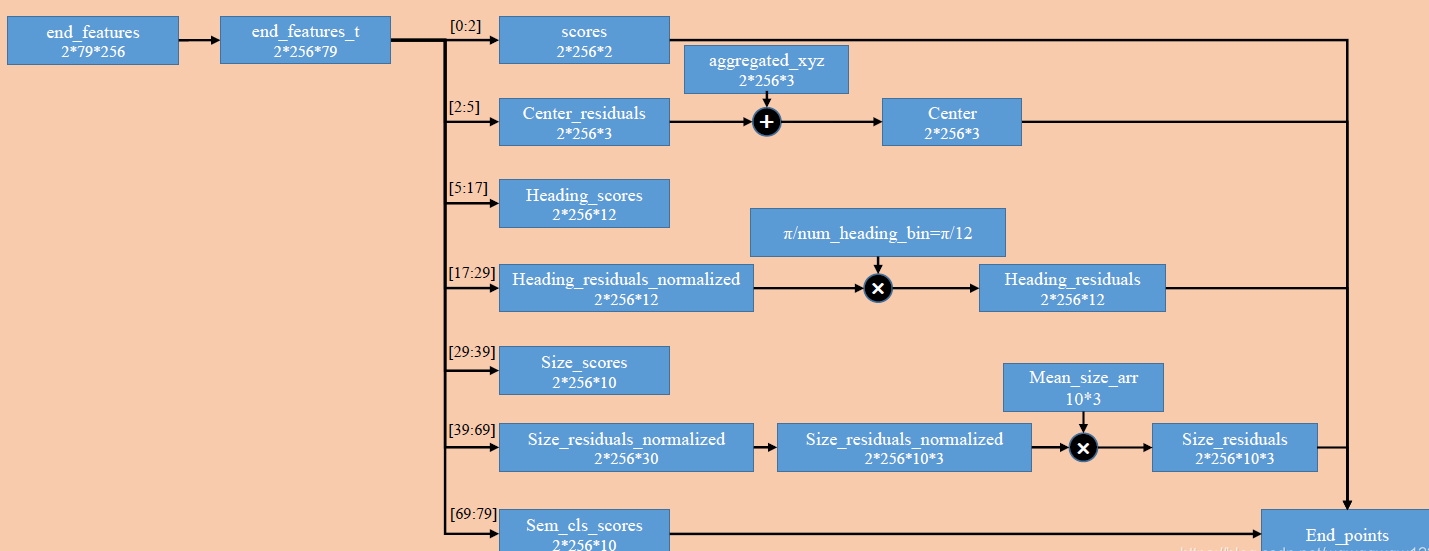 end_features
2*79*256
end_features_t
2*256*79
[0:2]
scores
2*256*2
aggregated_xyz
2*256*3
[2:5]
Center_residuals
2*256*3
+
Center
2*256*3
[5:17]
Heading_scores
2*256*12
π/num_heading_bin=π/12
[17:29]
Heading_residuals_normalized
2*256*12
×
Heading_residuals
2*256*12
[29:39]
Size_scores
2*256*10
Mean_size_arr
10*3
[39:69]
Size_residuals_normalized
2*256*30
Size_residuals_normalized
2*256*10*3
×
Size_residuals
2*256*10*3
[69:79]
Sem_cls_scores
2*256*10
End_points